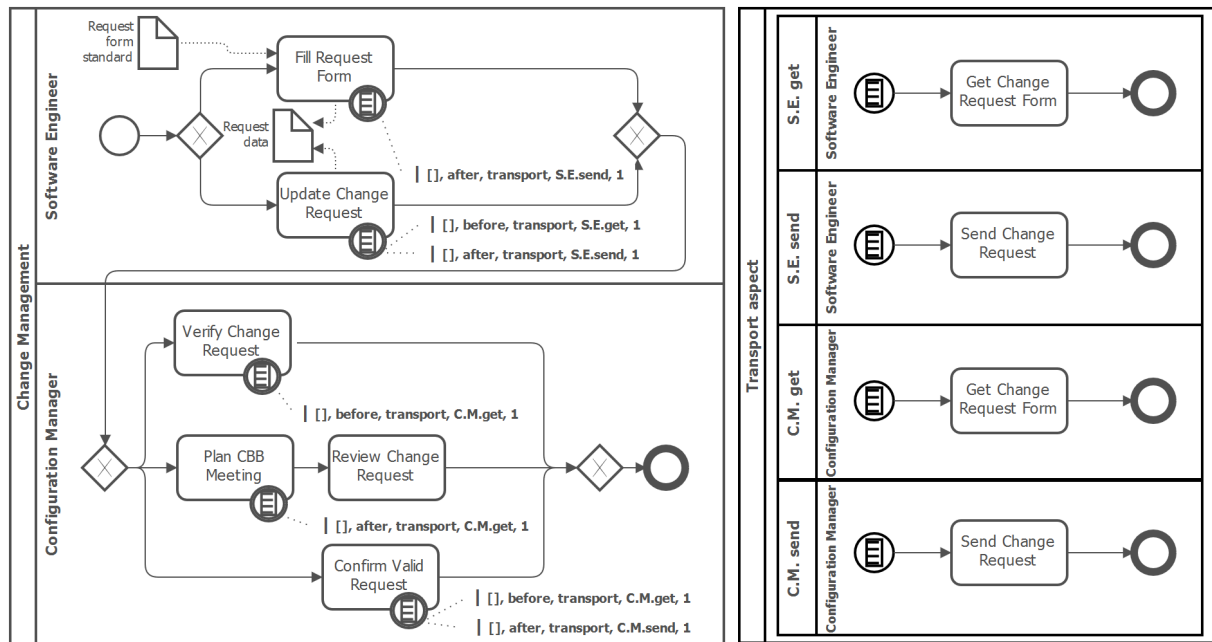 Change Management
Software Engineer
Request
form
standard
Fill Request
Form
Request
data
| [], after, transport, S.E.send, 1
Update Change
Request
| [], before, transport, S.E.get, 1
| [], after, transport, S.E.send, 1
Configuration Manager
Verify Change
Request
| [], before, transport, C.M.get, 1
Plan CBB
Meeting
Review Change
Request
| [], after, transport, C.M.get, 1
Confirm Valid
Request
| [], before, transport, C.M.get, 1
| [], after, transport, C.M.send, 1
Transport aspect
S.E. get
Software Engineer
Get Change
Request Form
S.E. send
Software Engineer
Send Change
Request
C.M. get
Configuration Manager
Get Change
Request Form
C.M. send
Configuration Manager
Send Change
Request